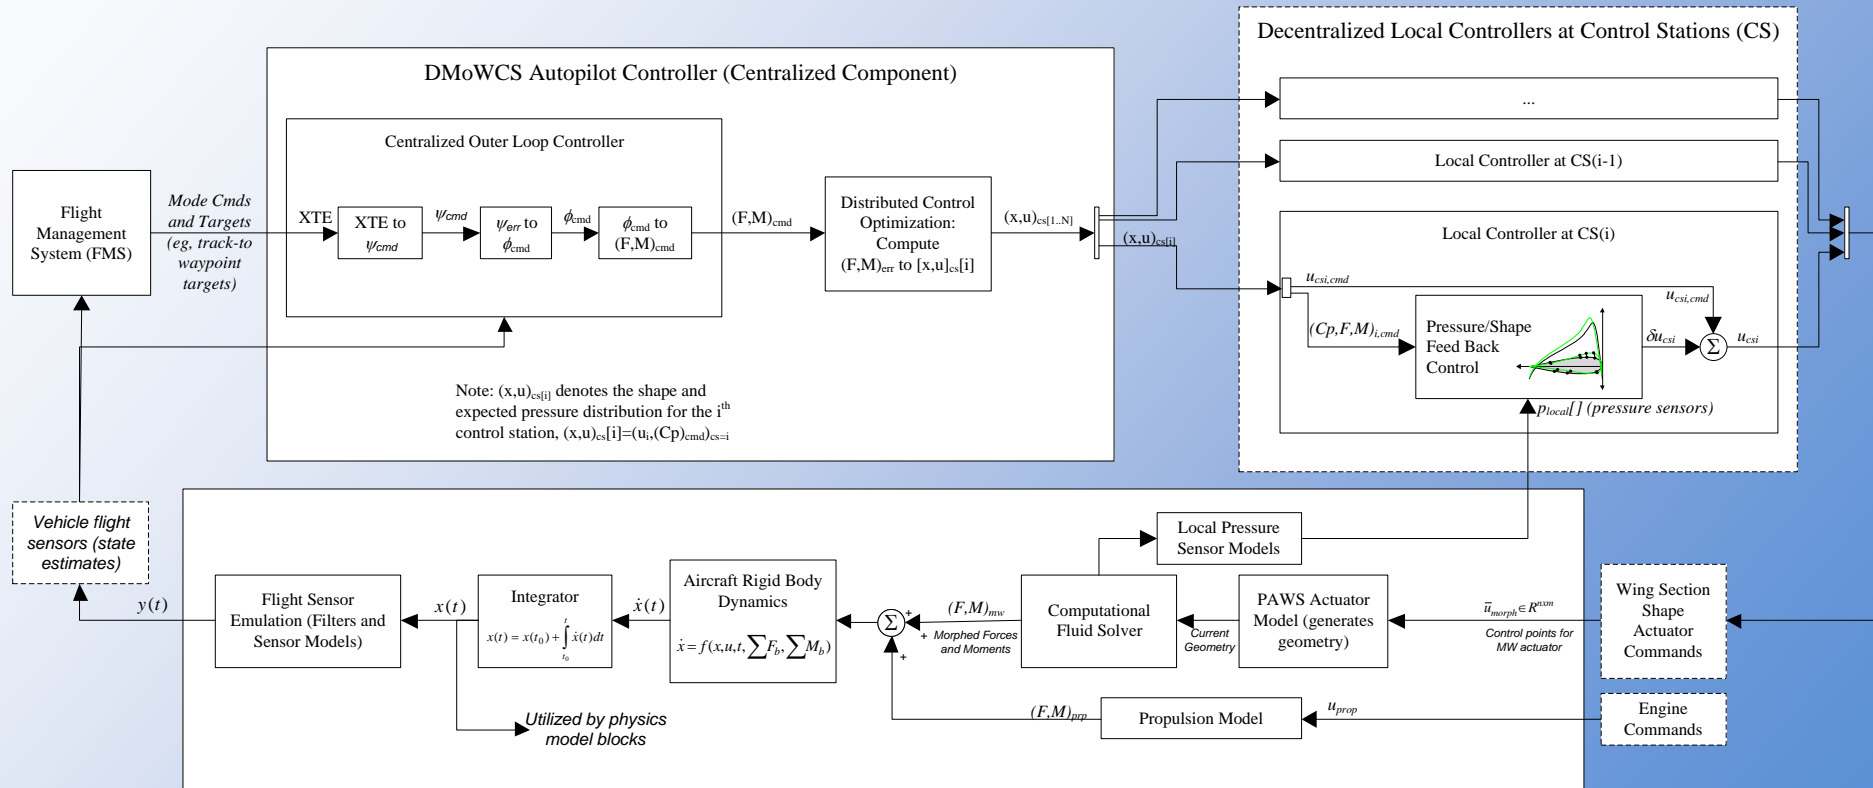 Decentralized Local Controllers at Control Stations (CS)
DMoWCS Autopilot Controller (Centralized Component)
...
Centralized Outer Loop Controller
Local Controller at CS(i-1)
Flight
Management
System (FMS)
Mode Cmds
and Targets
(eg, track-to
waypoint
targets)
XTE
XTE to
ψcmd
ψcmd
ψerr to
ϕcmd
ϕcmd
ϕcmd to
(F,M)cmd
(F,M)cmd
Distributed Control
Optimization:
Compute
(F,M)err to [x,u]cs[i]
(x,u)cs[1..N]
(x,u)cs[i]
Local Controller at CS(i)
ucsi,cmd
ucsi,cmd
(Cp,F,M)i,cmd
Pressure/Shape
Feed Back
Control
δucsi
Σ
ucsi
plocal[] (pressure sensors)
Note: (x,u)cs[i] denotes the shape and
expected pressure distribution for the ith
control station, (x,u)cs[i]=(ui,(Cp)cmd)cs=i
Vehicle flight
sensors (state
estimates)
Local Pressure
Sensor Models
y(t)
Flight Sensor
Emulation (Filters and
Sensor Models)
x(t)
Integrator
x(t) = x(t0) + ∫t0t ẋ(t)dt
ẋ(t)
Aircraft Rigid Body
Dynamics
ẋ = f(x,u,t,∑Fb,∑Mb)
Σ
+
+
+
(F,M)mw
Morphed Forces
and Moments
Computational
Fluid Solver
Current
Geometry
PAWS Actuator
Model (generates
geometry)
ūmorph ∈ Rnxm
Control points for
MW actuator
Wing Section
Shape
Actuator
Commands
Utilized by physics
model blocks
(F,M)prp
Propulsion Model
uprop
Engine
Commands